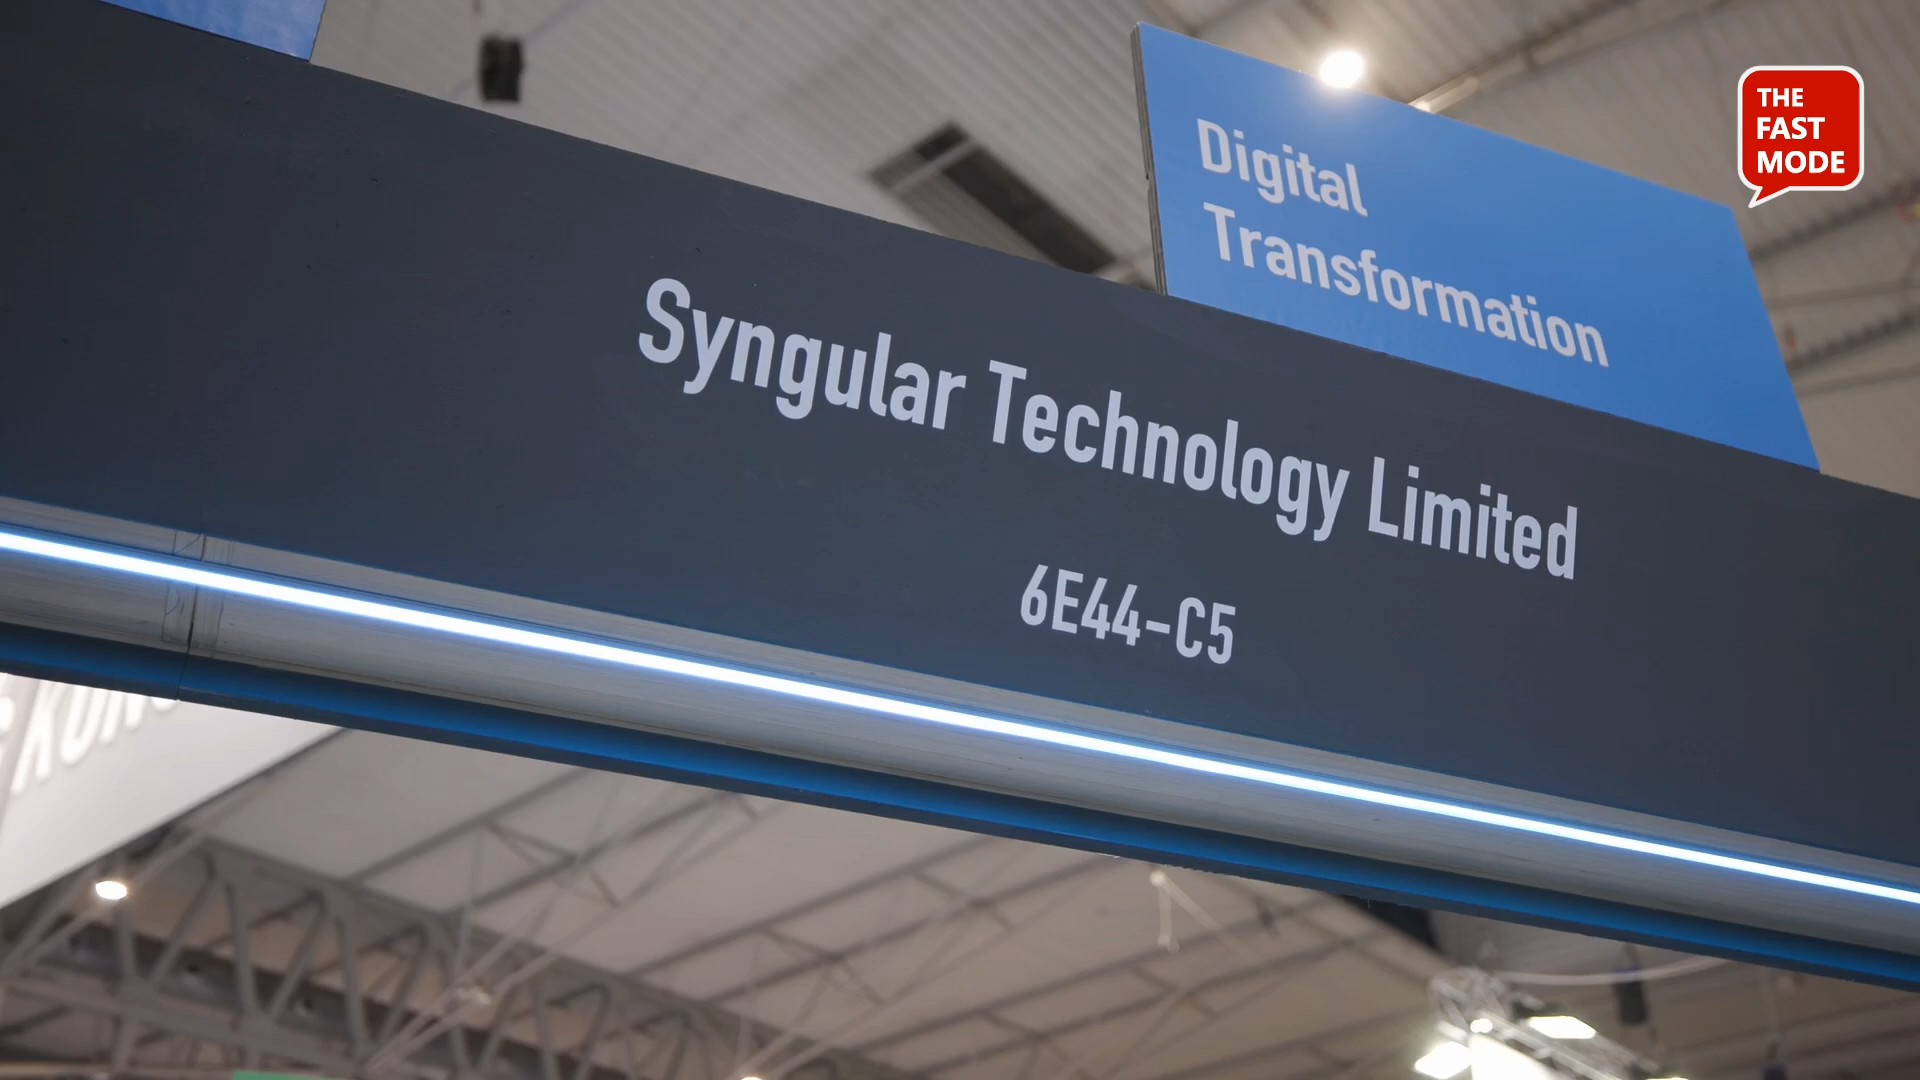 Digital
Transformation
Syngular Technology Limited
6E44-C5
THE
FAST
MODE